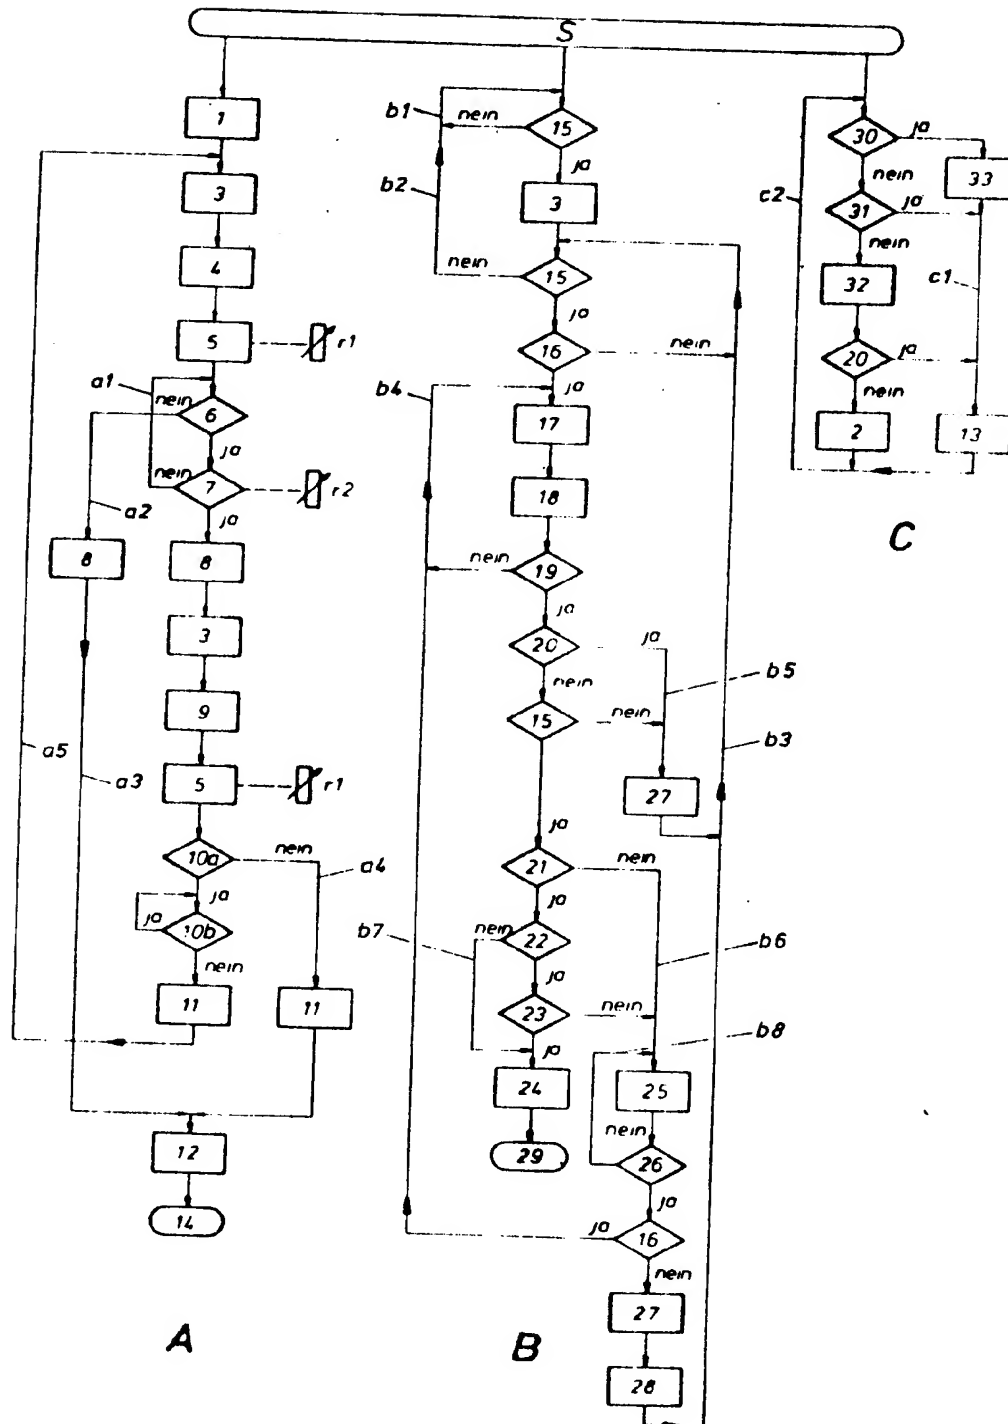 S
1
3
4
5
r1
a1
nein
6
ja
nein
7
r2
a2
ja
8
8
3
9
5
r1
a5
a3
10a
nein
a4
ja
ja
10b
nein
11
11
12
14
A
b1
nein
15
ja
b2
3
nein
15
ja
16
nein
b4
ja
17
18
nein
19
ja
20
ja
nein
b5
15
nein
b3
27
ja
21
nein
ja
b7
nein
22
b6
ja
23
nein
b8
ja
24
25
nein
29
26
ja
ja
16
nein
27
28
B
30
ja
nein
33
c2
31
ja
nein
32
c1
20
ja
nein
2
13
C